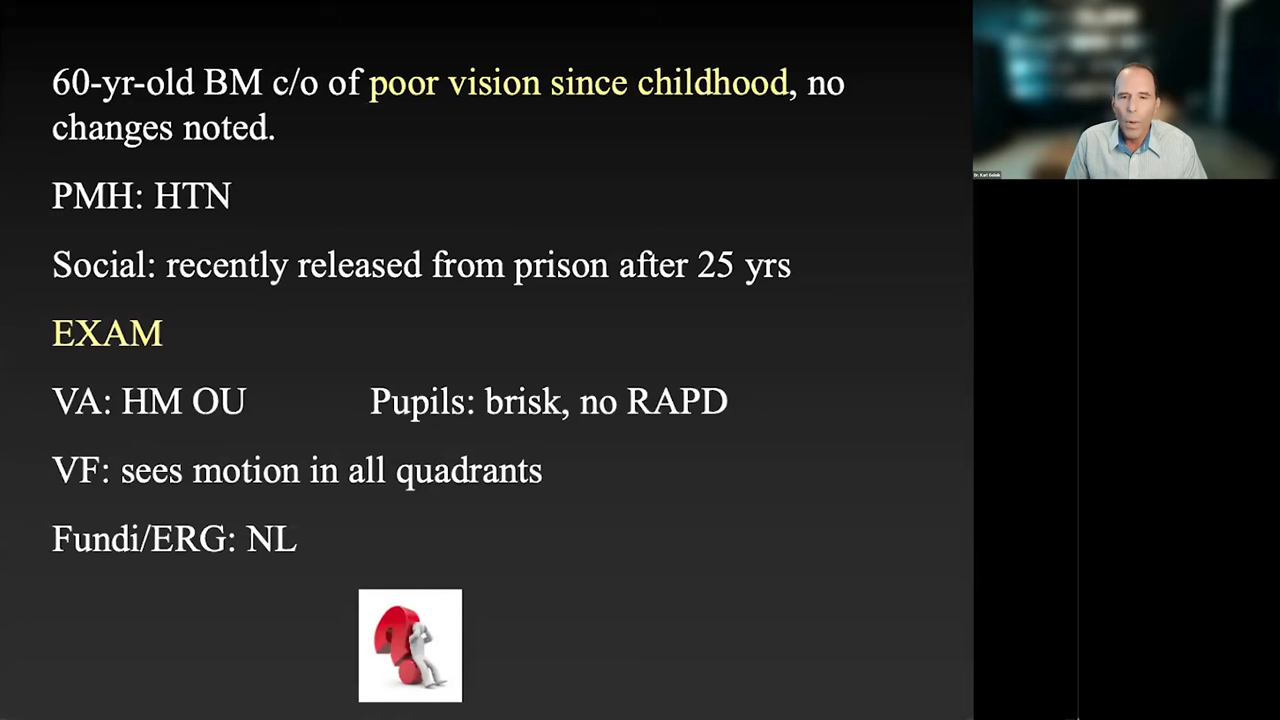 60-yr-old BM c/o of poor vision since childhood, no
changes noted.
PMH: HTN
Social: recently released from prison after 25 yrs
EXAM
VA: HM OU Pupils: brisk, no RAPD
VF: sees motion in all quadrants
Fundi/ERG: NL